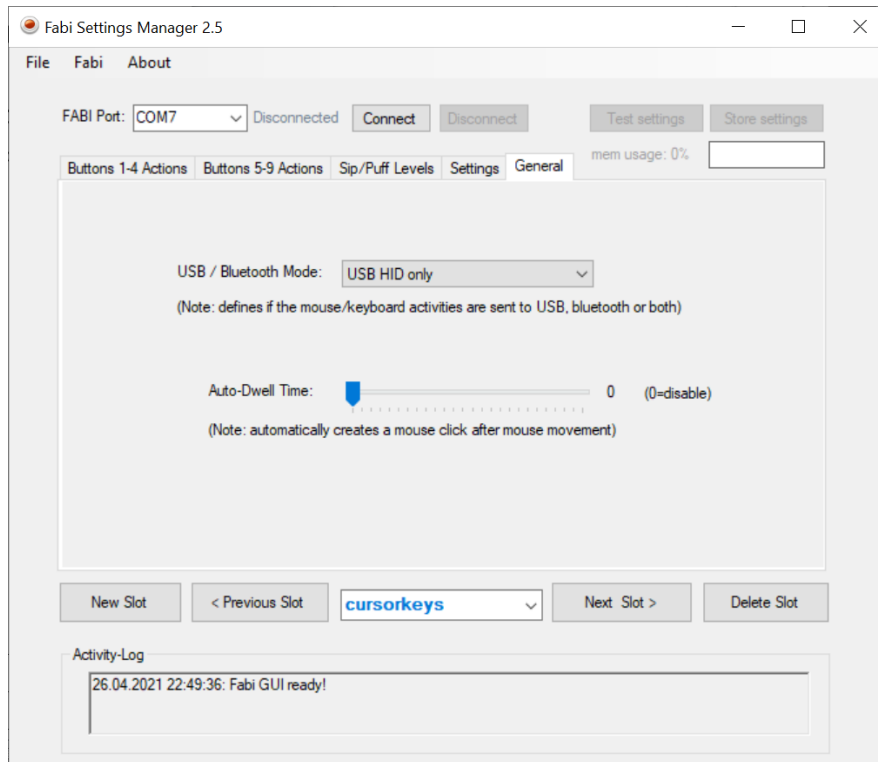 Fabi Settings Manager 2.5
File Fabi About
FABI Port: COM7 Disconnected Connect Disconnect Test settings Store settings
mem usage: 0%
Buttons 1-4 Actions Buttons 5-9 Actions Sip/Puff Levels Settings General
USB / Bluetooth Mode: USB HID only
(Note: defines if the mouse/keyboard activities are sent to USB, bluetooth or both)
Auto-Dwell Time: 0 (0=disable)
(Note: automatically creates a mouse click after mouse movement)
New Slot < Previous Slot cursorkeys Next Slot > Delete Slot
Activity-Log
26.04.2021 22:49:36: Fabi GUI ready!